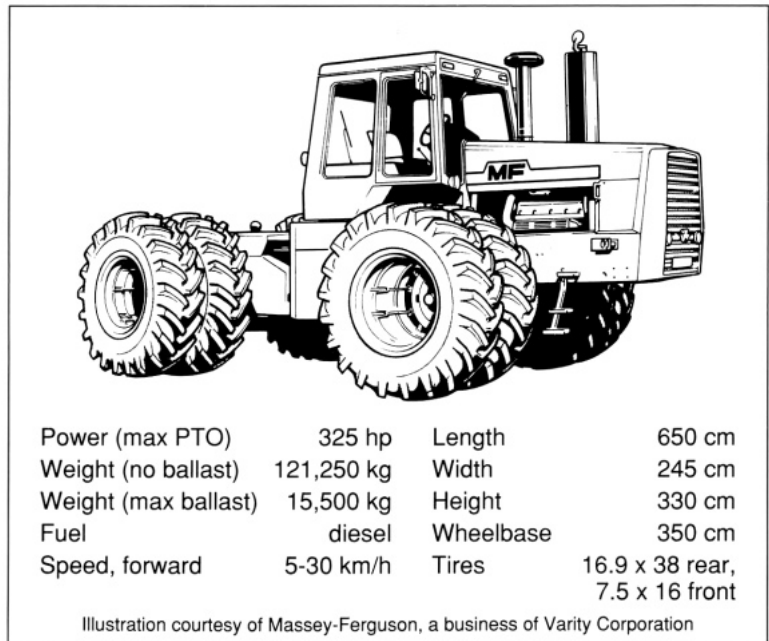 MF
Power (max PTO) 325 hp Length 650 cm
Weight (no ballast) 121,250 kg Width 245 cm
Weight (max ballast) 15,500 kg Height 330 cm
Fuel diesel Wheelbase 350 cm
Speed, forward 5-30 km/h Tires 16.9 x 38 rear,
7.5 x 16 front
Illustration courtesy of Massey-Ferguson, a business of Varity Corporation